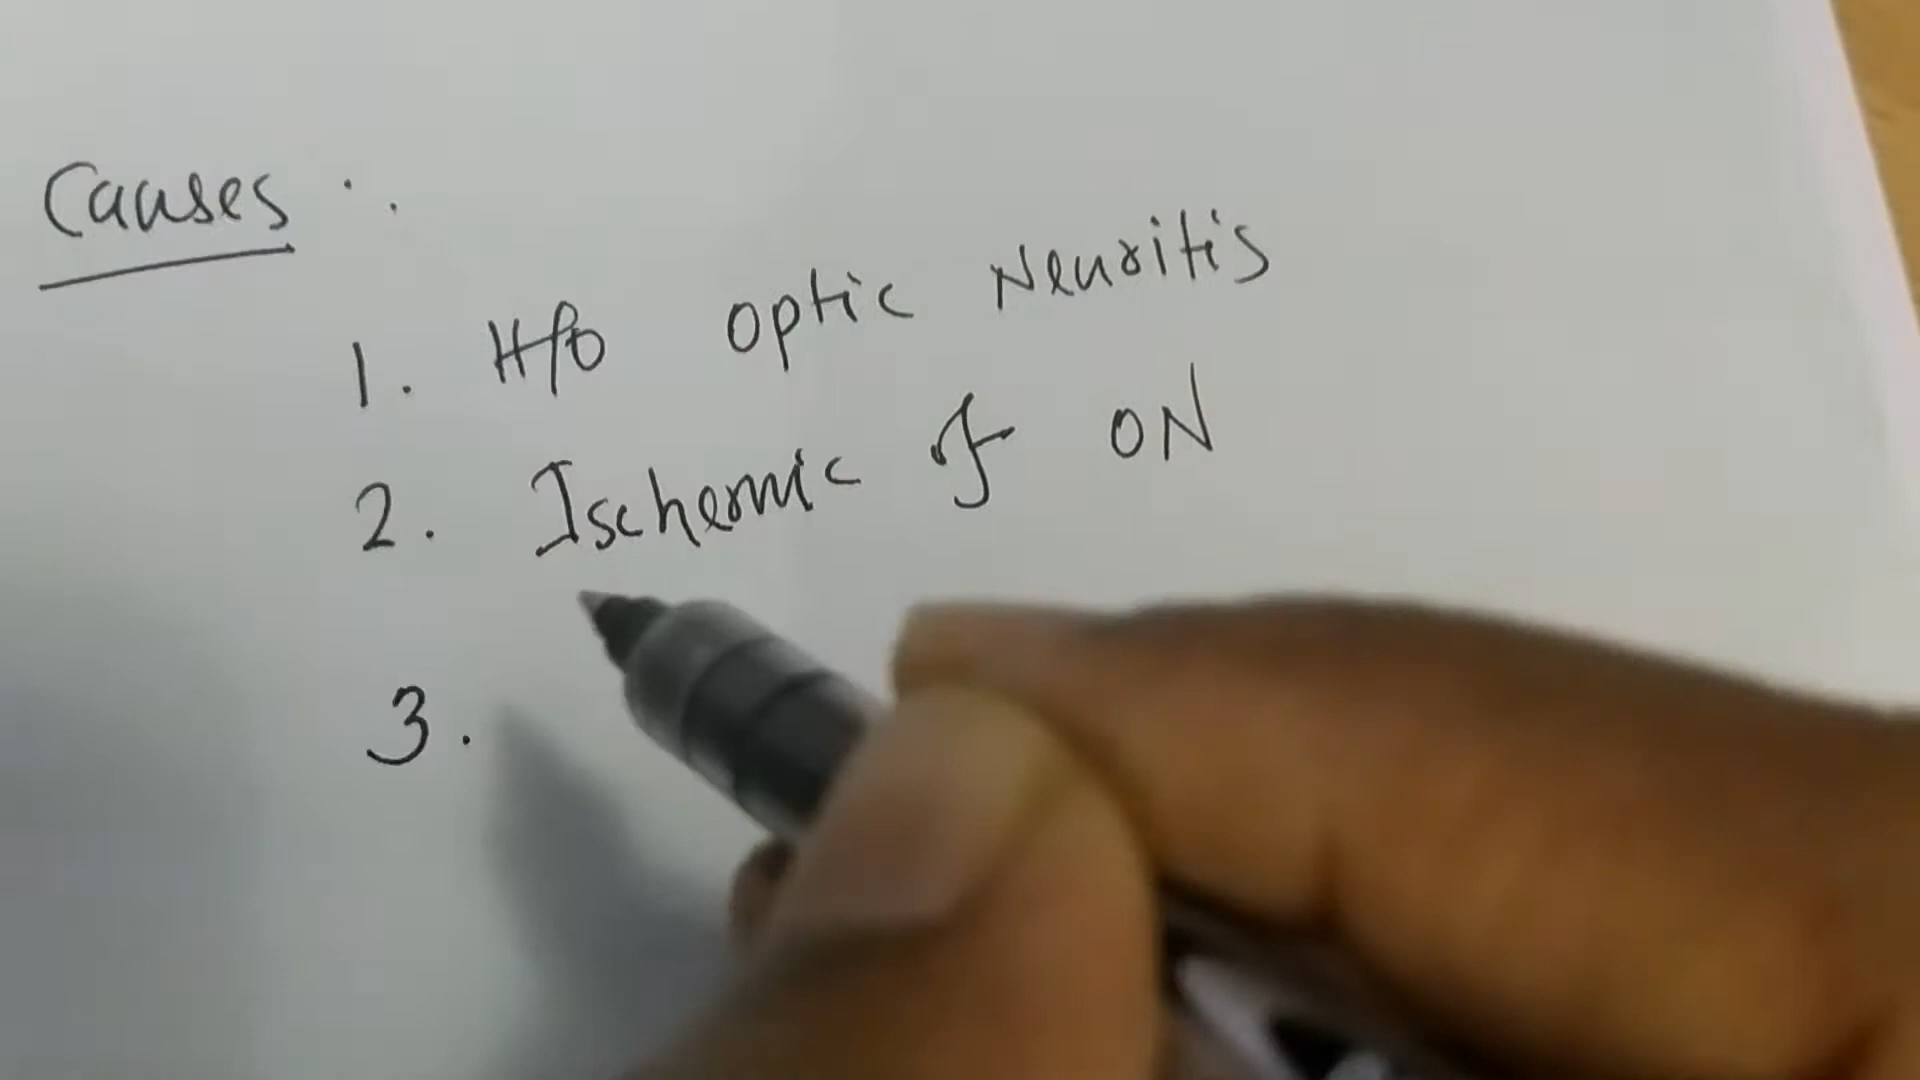 Causes :
1. H/o optic Neuritis
2. Ischemic of ON
3.